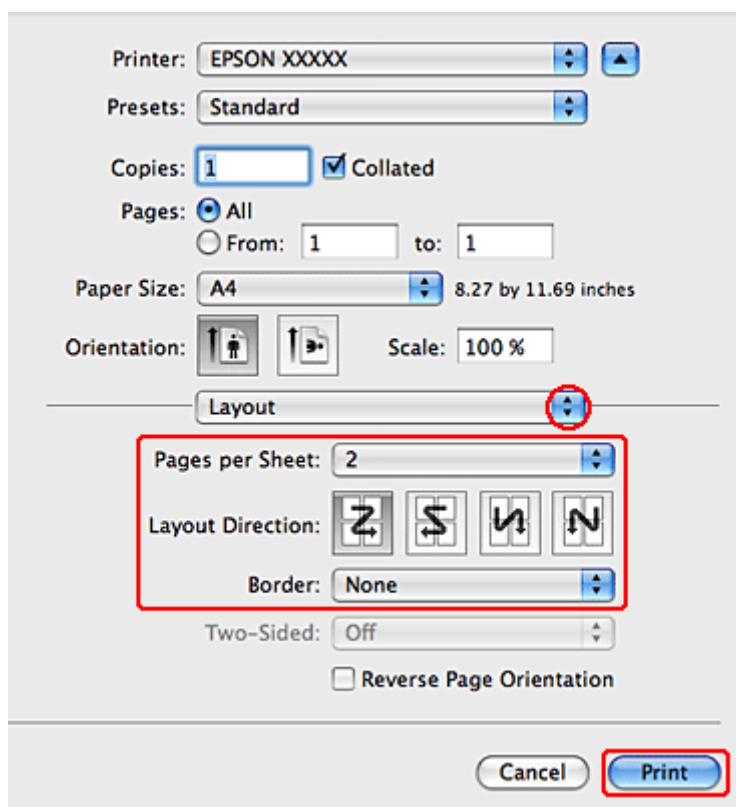 Printer: EPSON XXXXX
Presets: Standard
Copies: 1 Collated
Pages: All
From: 1 to: 1
Paper Size: A4 8.27 by 11.69 inches
Orientation: Scale: 100 %
Layout
Pages per Sheet: 2
Layout Direction:
Border: None
Two-Sided: Off
Reverse Page Orientation
Cancel Print